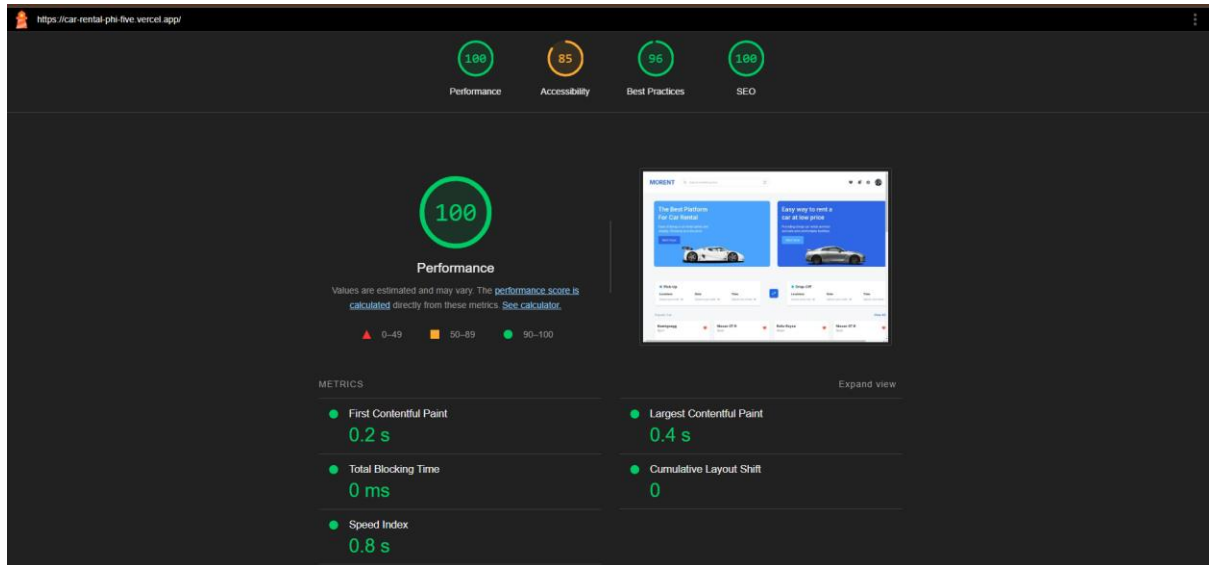 https://car-rental-phi-five.vercel.app/
100
85
96
100
Performance
Accessibility
Best Practices
SEO
100
Performance
Values are estimated and may vary. The performance score is
calculated directly from these metrics. See calculator.
0–49
50–89
90–100
MORENT
The Best Platform
For Car Rental
Easy way to rent a
car at low price
Pick-Up
Drop-Off
METRICS
Expand view
First Contentful Paint
0.2 s
Largest Contentful Paint
0.4 s
Total Blocking Time
0 ms
Cumulative Layout Shift
0
Speed Index
0.8 s